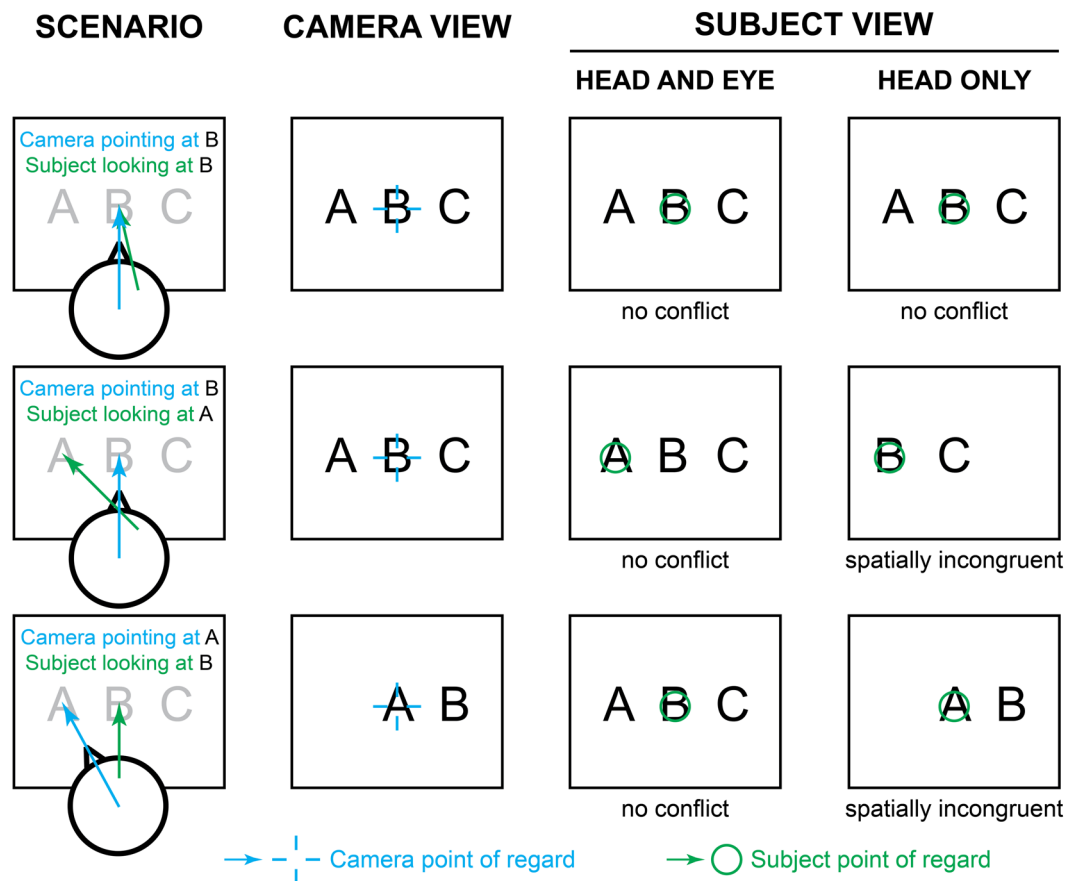 SCENARIO
CAMERA VIEW
SUBJECT VIEW
HEAD AND EYE
HEAD ONLY
Camera pointing at B
Subject looking at B
A B C
A B C
A B C
A B C
no conflict
no conflict
Camera pointing at B
Subject looking at A
A B C
A B C
A B C
B C
no conflict
spatially incongruent
Camera pointing at A
Subject looking at B
A B C
A B
A B C
A B
no conflict
spatially incongruent
Camera point of regard
Subject point of regard